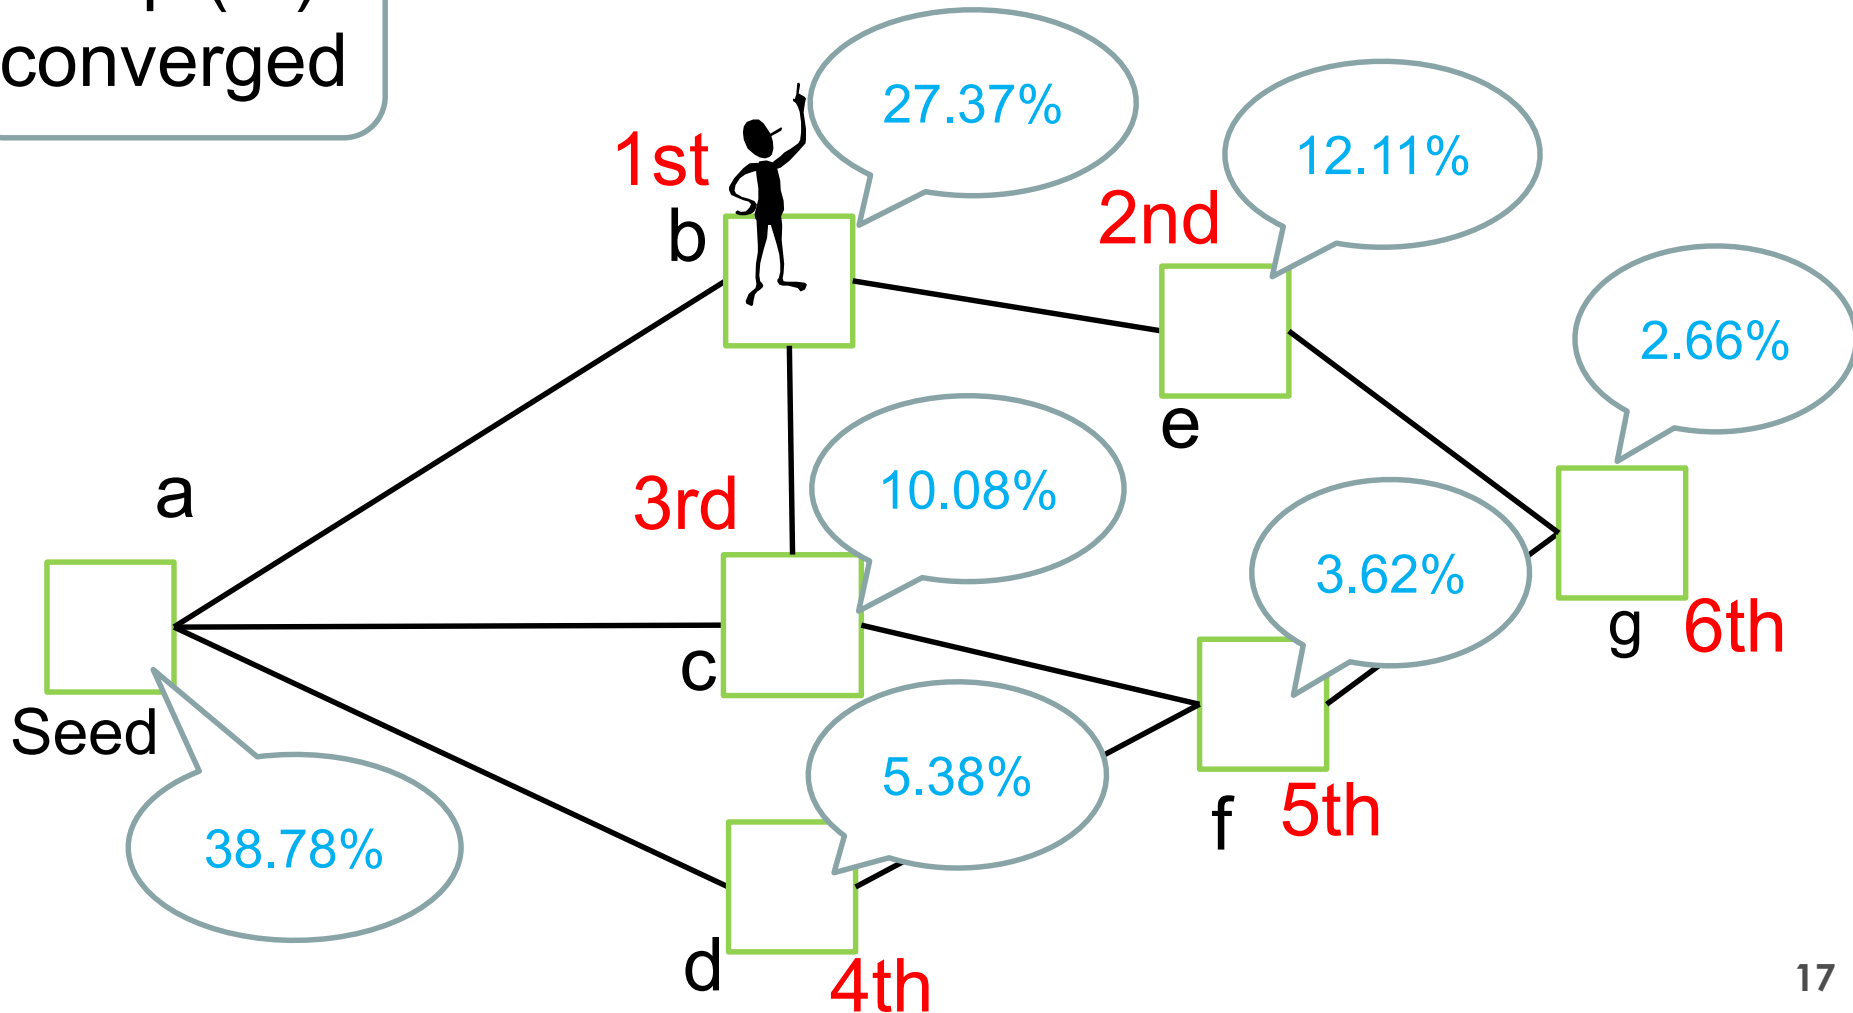 converged
27.37%
12.11%
1st
2nd
b
2.66%
e
a
3rd
10.08%
3.62%
g
6th
c
Seed
5.38%
f
5th
38.78%
d
4th
17